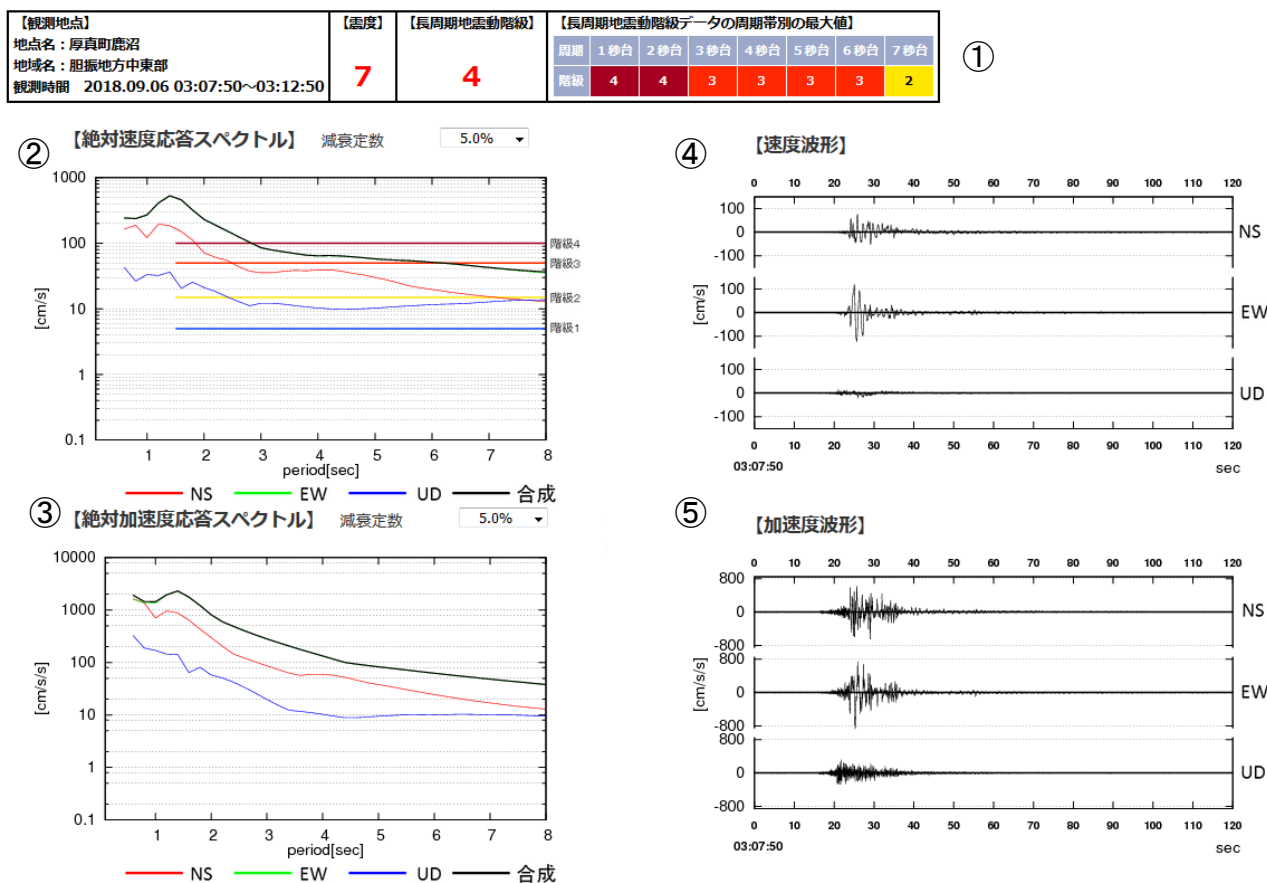 【観測地点】
地点名：厚真町鹿沼
地域名：胆振地方中東部
観測時間 2018.09.06 03:07:50～03:12:50
【震度】
7
【長周期地震動階級】
4
【長周期地震動階級データの周期帯別の最大値】
周期 1秒台 2秒台 3秒台 4秒台 5秒台 6秒台 7秒台
階級 4 4 3 3 3 3 2
①
② 【絶対速度応答スペクトル】 減衰定数 5.0%
1000
100
10
1
0.1
[cm/s]
階級4
階級3
階級2
階級1
1 2 3 4 5 6 7 8
period[sec]
NS EW UD 合成
③ 【絶対加速度応答スペクトル】 減衰定数 5.0%
10000
1000
100
10
1
0.1
[cm/s/s]
1 2 3 4 5 6 7 8
period[sec]
NS EW UD 合成
④ 【速度波形】
0 10 20 30 40 50 60 70 80 90 100 110 120
100
0 NS
-100
100
0 EW
-100
[cm/s]
100
0 UD
-100
0 10 20 30 40 50 60 70 80 90 100 110 120
03:07:50 sec
⑤ 【加速度波形】
0 10 20 30 40 50 60 70 80 90 100 110 120
800
0 NS
-800
800
0 EW
-800
[cm/s/s]
800
0 UD
-800
0 10 20 30 40 50 60 70 80 90 100 110 120
03:07:50 sec